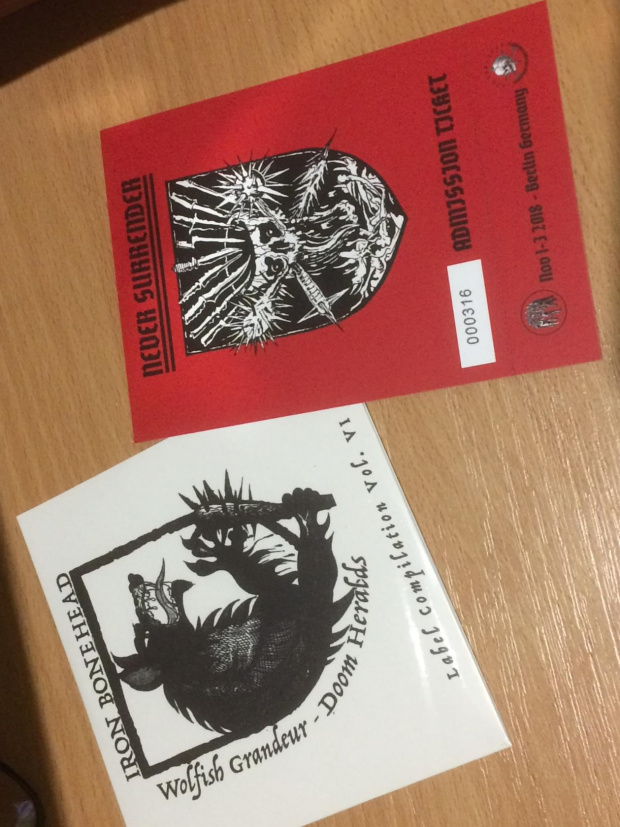 NEVER SURRENDER
ADMISSION TICKET
000316
Nov 1-3 2018 - Berlin Germany
IRON BONEHEAD
Wolfish Grandeur - Doom Heralds
Label compilation vol. VI